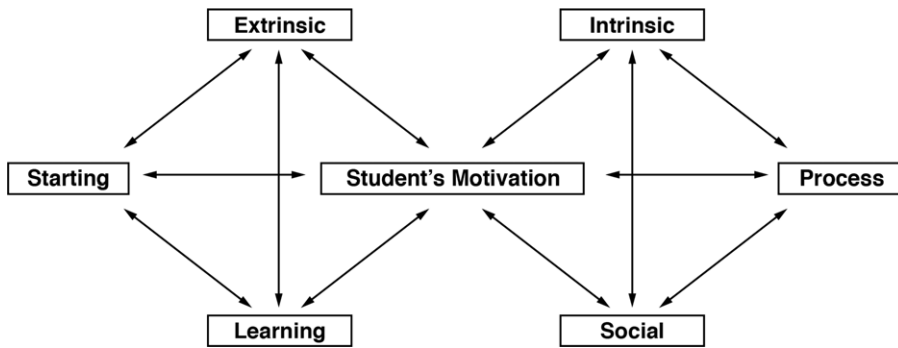 Extrinsic
Intrinsic
Starting
Student's Motivation
Process
Learning
Social